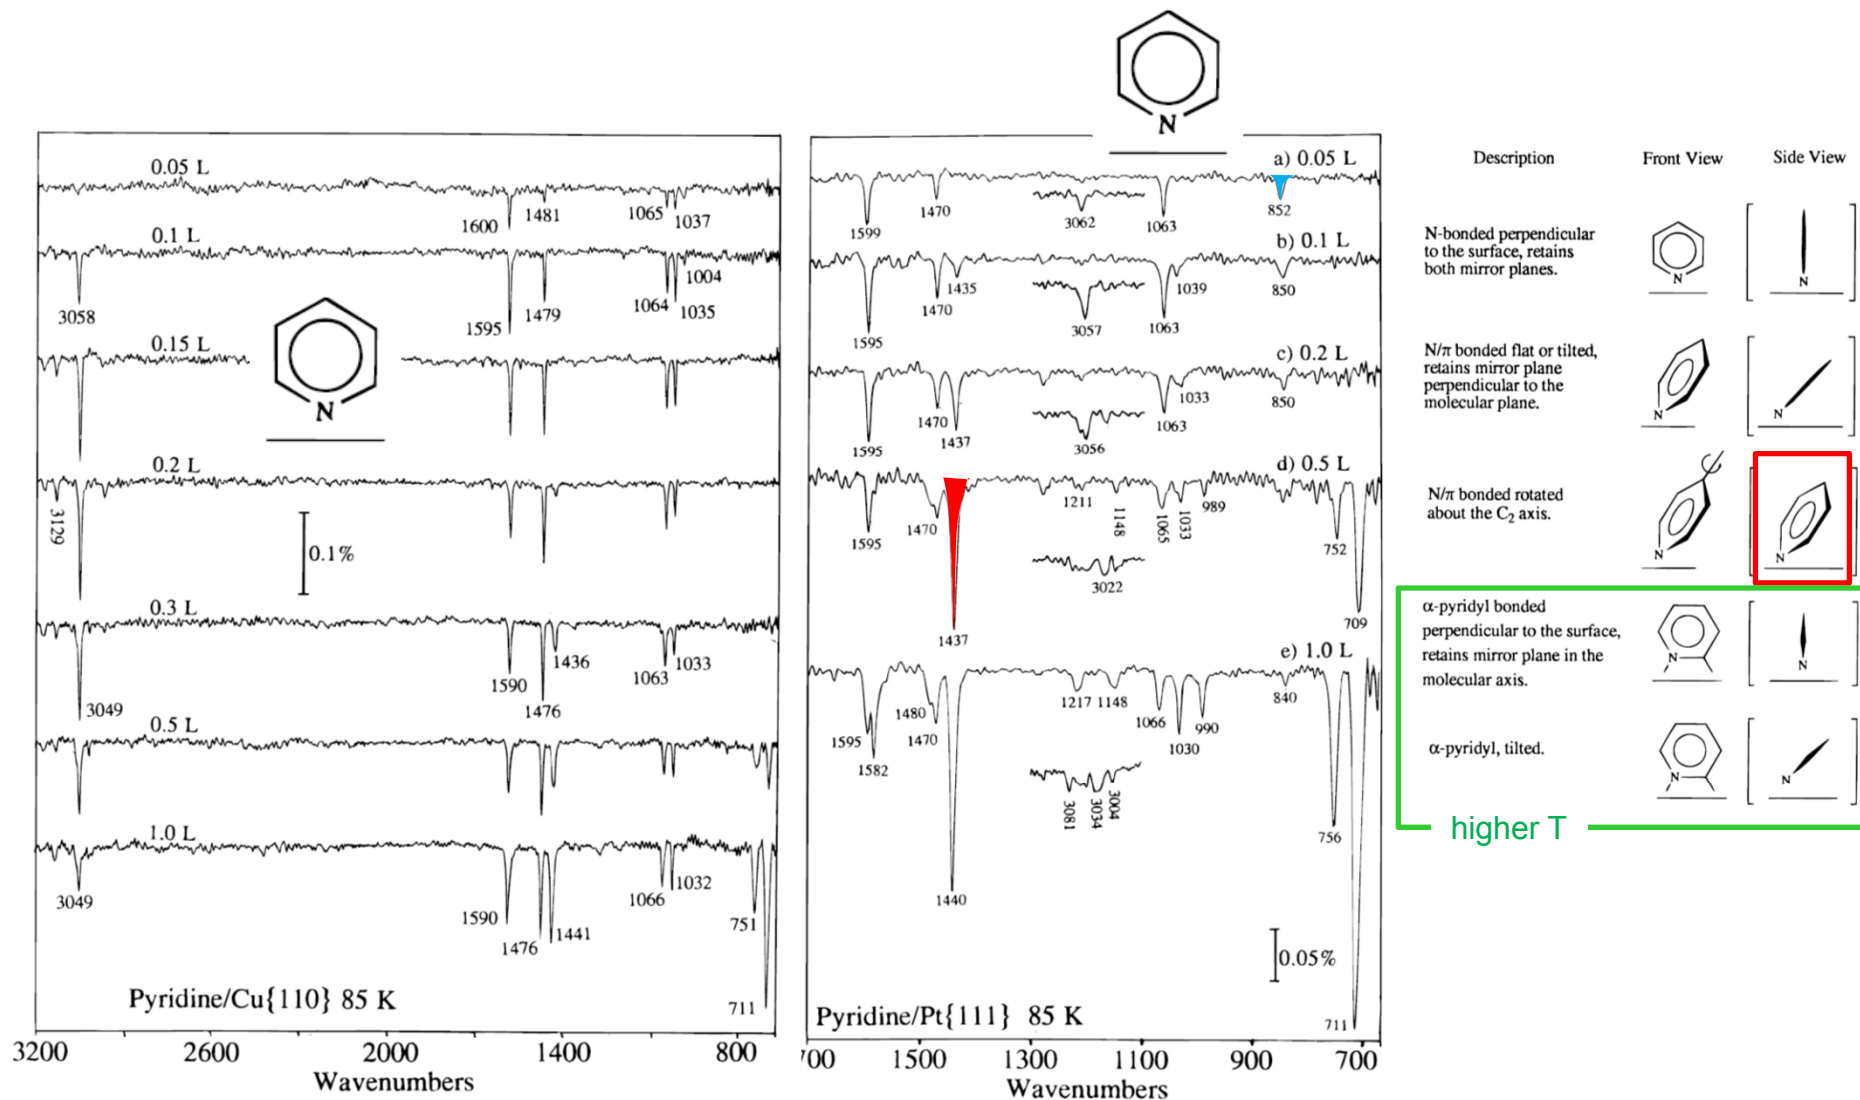 N
0.05 L
1600
1481
1065
1037
0.1 L
3058
1595
1479
1064
1004
1035
0.15 L
N
0.2 L
3129
0.1%
0.3 L
3049
1590
1476
1436
1063
1033
0.5 L
1.0 L
3049
1590
1476
1441
1066
1032
751
711
Pyridine/Cu{110} 85 K
3200
2600
2000
1400
800
Wavenumbers
a) 0.05 L
1599
1470
3062
1063
852
b) 0.1 L
1595
1470
1435
3057
1063
1039
850
c) 0.2 L
1595
1470
1437
3056
1063
1033
850
d) 0.5 L
1595
1470
1437
1211
1148
1065
1033
989
3022
752
709
e) 1.0 L
1595
1582
1480
1470
1440
1217
1148
1066
1030
990
840
3081
3034
3004
756
711
0.05%
Pyridine/Pt{111} 85 K
700
1500
1300
1100
900
700
Wavenumbers
Description Front View Side View
N-bonded perpendicular
to the surface, retains
both mirror planes.
N
N
N/π bonded flat or tilted,
retains mirror plane
perpendicular to the
molecular plane.
N
N
N/π bonded rotated
about the C₂ axis.
N
N
α-pyridyl bonded
perpendicular to the surface,
retains mirror plane in the
molecular axis.
N
N
α-pyridyl, tilted.
N
N
higher T